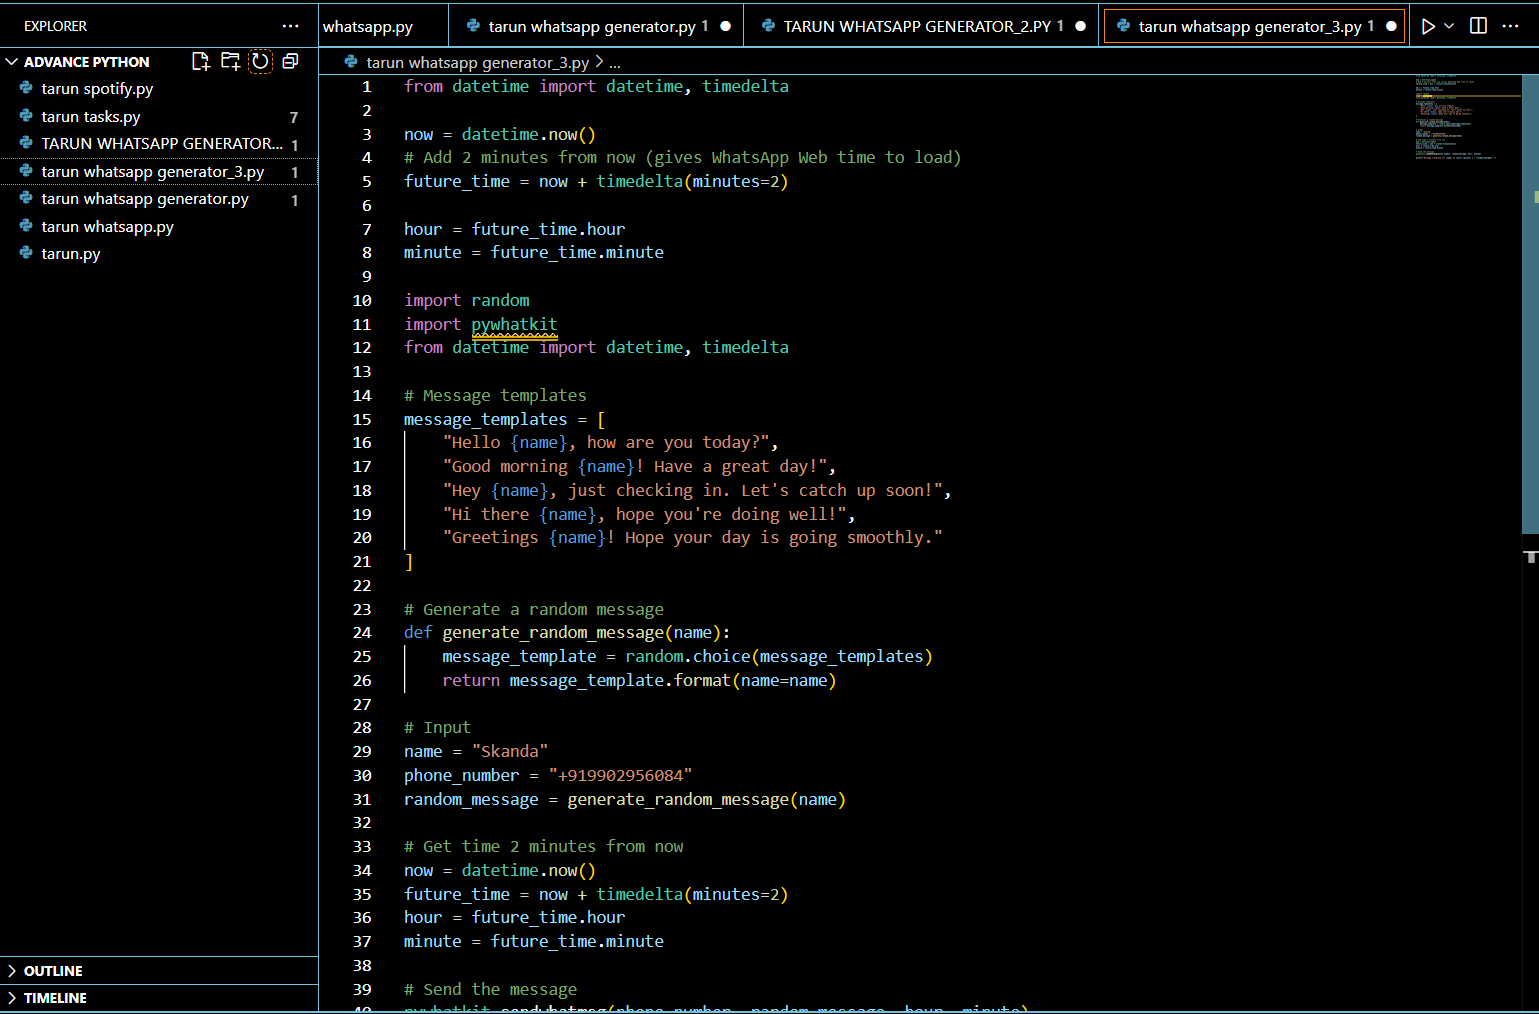 EXPLORER
whatsapp.py
tarun whatsapp generator.py 1
TARUN WHATSAPP GENERATOR_2.PY 1
tarun whatsapp generator_3.py 1
ADVANCE PYTHON
tarun spotify.py
tarun tasks.py 7
TARUN WHATSAPP GENERATOR... 1
tarun whatsapp generator_3.py 1
tarun whatsapp generator.py 1
tarun whatsapp.py
tarun.py
OUTLINE
TIMELINE
tarun whatsapp generator_3.py > ...
1 from datetime import datetime, timedelta
2
3 now = datetime.now()
4 # Add 2 minutes from now (gives WhatsApp Web time to load)
5 future_time = now + timedelta(minutes=2)
6
7 hour = future_time.hour
8 minute = future_time.minute
9
10 import random
11 import pywhatkit
12 from datetime import datetime, timedelta
13
14 # Message templates
15 message_templates = [
16 "Hello {name}, how are you today?",
17 "Good morning {name}! Have a great day!",
18 "Hey {name}, just checking in. Let's catch up soon!",
19 "Hi there {name}, hope you're doing well!",
20 "Greetings {name}! Hope your day is going smoothly."
21 ]
22
23 # Generate a random message
24 def generate_random_message(name):
25 message_template = random.choice(message_templates)
26 return message_template.format(name=name)
27
28 # Input
29 name = "Skanda"
30 phone_number = "+919902956084"
31 random_message = generate_random_message(name)
32
33 # Get time 2 minutes from now
34 now = datetime.now()
35 future_time = now + timedelta(minutes=2)
36 hour = future_time.hour
37 minute = future_time.minute
38
39 # Send the message
40 pywhatkit.sendwhatmsg(phone_number, random_message, hour, minute)